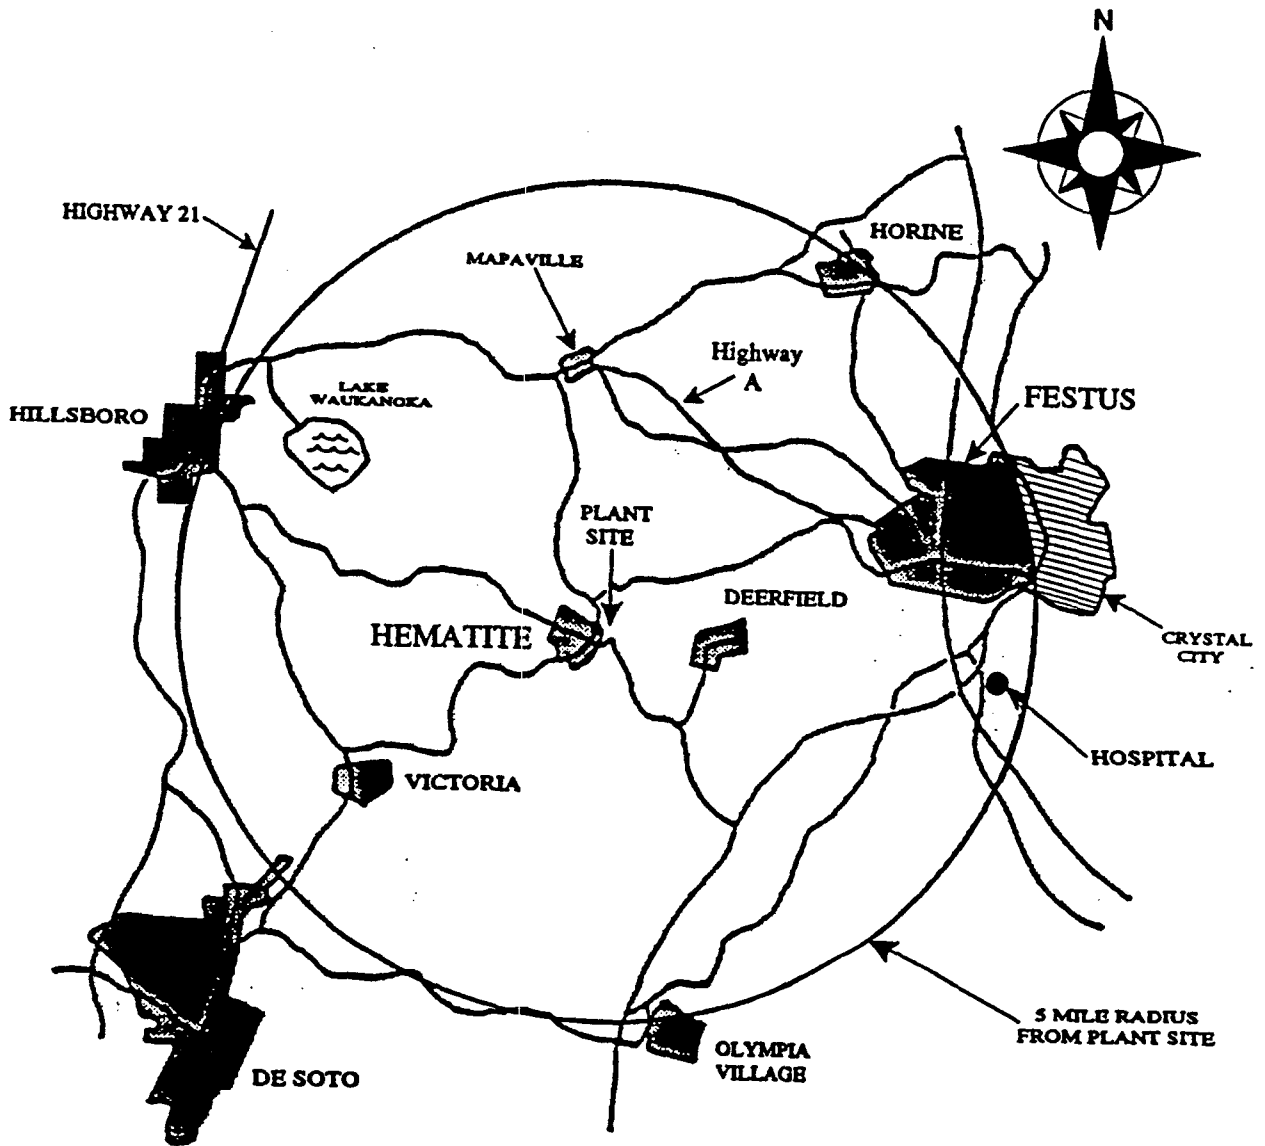 N
HIGHWAY 21
HORINE
MAPAVILLE
Highway
A
LAKE
WAUKANOKA
FESTUS
HILLSBORO
PLANT
SITE
DEERFIELD
HEMATITE
CRYSTAL
CITY
HOSPITAL
VICTORIA
5 MILE RADIUS
FROM PLANT SITE
OLYMPIA
VILLAGE
DE SOTO